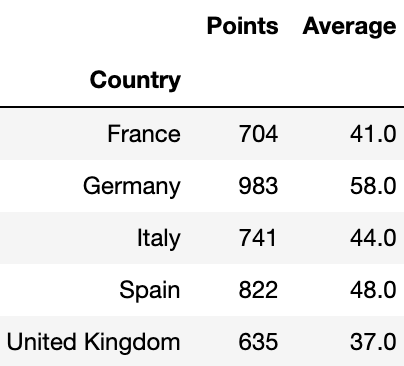 Points Average
Country
France 704 41.0
Germany 983 58.0
Italy 741 44.0
Spain 822 48.0
United Kingdom 635 37.0